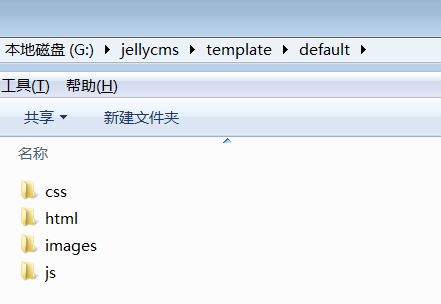 本地磁盘 (G:) jellycms template default
工具(T) 帮助(H)
共享 新建文件夹
名称
css
html
images
js